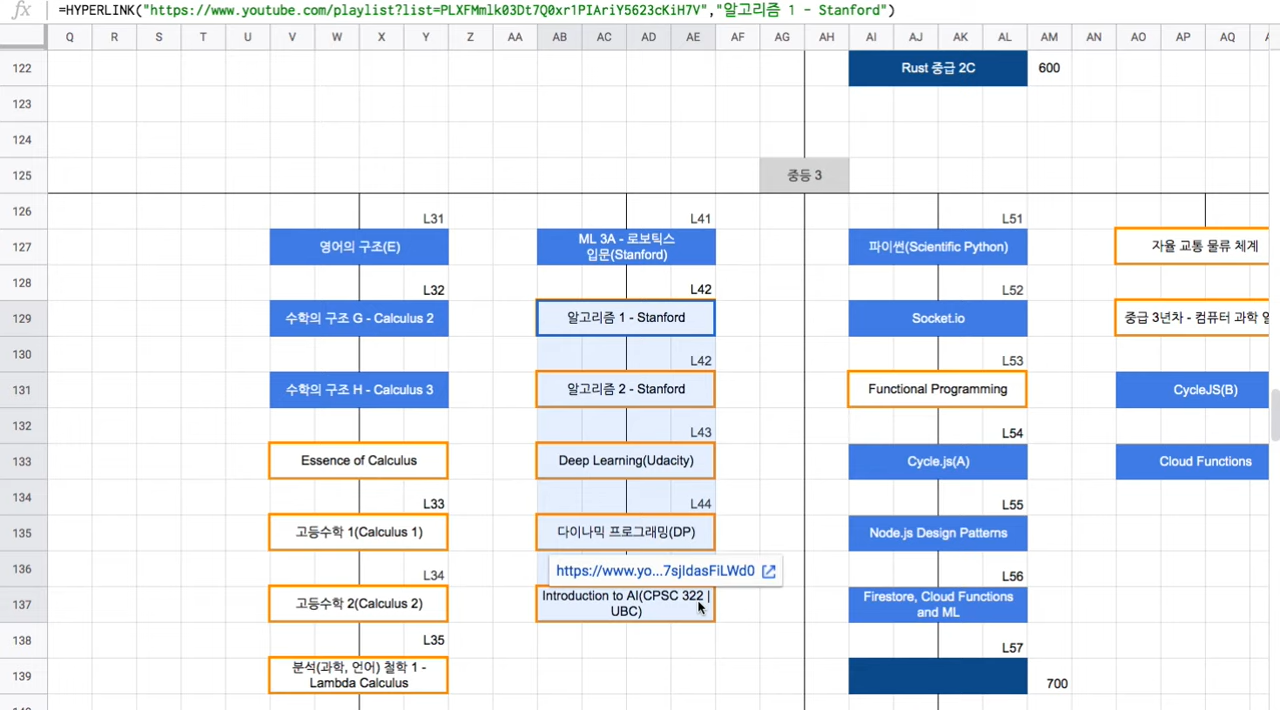 fx =HYPERLINK("https://www.youtube.com/playlist?list=PLXFMmlk03Dt7Q0xr1PIAriY5623cKiH7V","알고리즘 1 - Stanford")
Q R S T U V W X Y Z AA AB AC AD AE AF AG AH AI AJ AK AL AM AN AO AP AQ
122 Rust 중급 2C 600
123
124
125 중등 3
126 L31 L41 L51
127 영어의 구조(E) ML 3A - 로보틱스 입문(Stanford) 파이썬(Scientific Python) 자율 교통 물류 체계
128 L32 L42 L52
129 수학의 구조 G - Calculus 2 알고리즘 1 - Stanford Socket.io 중급 3년차 - 컴퓨터 과학
130 L42 L53
131 수학의 구조 H - Calculus 3 알고리즘 2 - Stanford Functional Programming CycleJS(B)
132 L43 L54
133 Essence of Calculus Deep Learning(Udacity) Cycle.js(A) Cloud Functions
134 L33 L44 L55
135 고등수학 1(Calculus 1) 다이나믹 프로그래밍(DP) Node.js Design Patterns
136 L34 https://www.yo...7sjIdasFiLWd0 L56
137 고등수학 2(Calculus 2) Introduction to AI(CPSC 322 | UBC) Firestore, Cloud Functions and ML
138 L35 L57
139 분석(과학, 언어) 철학 1 - Lambda Calculus 700